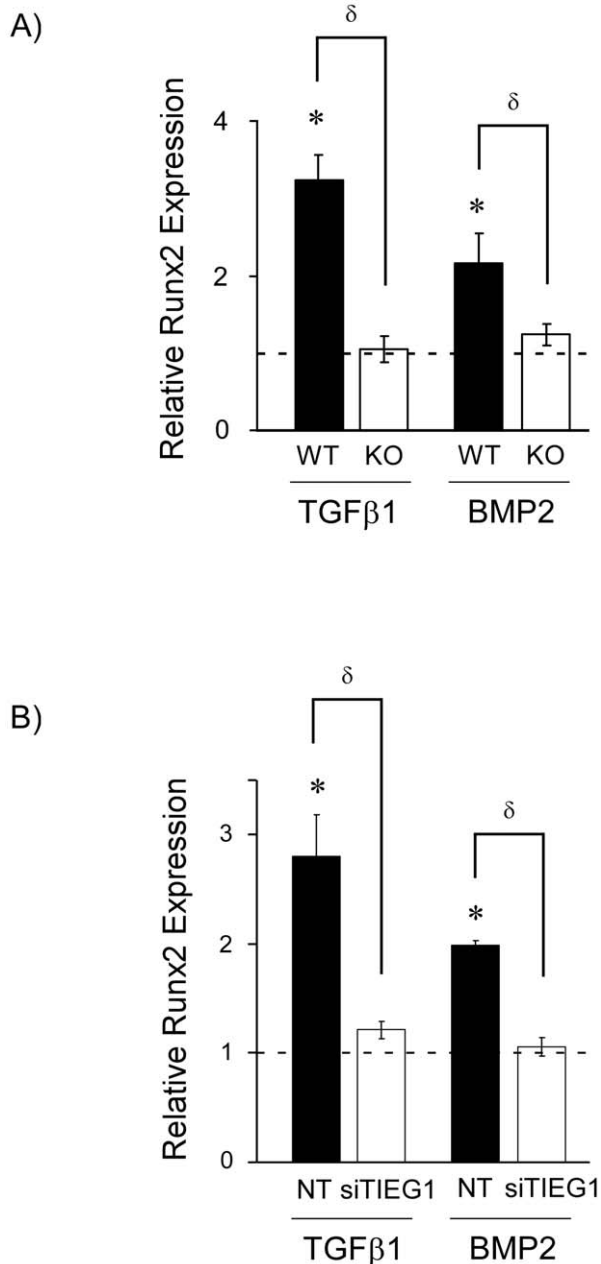 A)
δ
δ
*
*
Relative Runx2 Expression
4
2
0
WT KO WT KO
TGFβ1 BMP2
B)
δ
δ
*
*
Relative Runx2 Expression
3
2
1
0
NT siTIEG1 NT siTIEG1
TGFβ1 BMP2